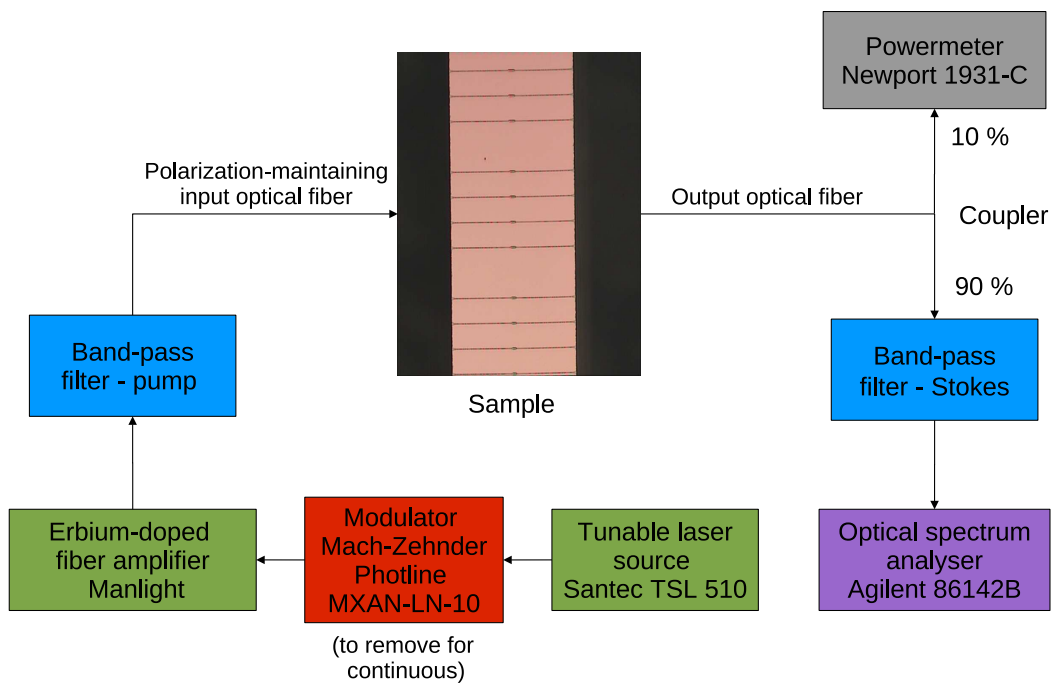 Powermeter
Newport 1931-C
10 %
Polarization-maintaining
input optical fiber
Output optical fiber
Coupler
90 %
Band-pass
filter - pump
Band-pass
filter - Stokes
Sample
Erbium-doped
fiber amplifier
Manlight
Modulator
Mach-Zehnder
Photline
MXAN-LN-10
Tunable laser
source
Santec TSL 510
Optical spectrum
analyser
Agilent 86142B
(to remove for
continuous)